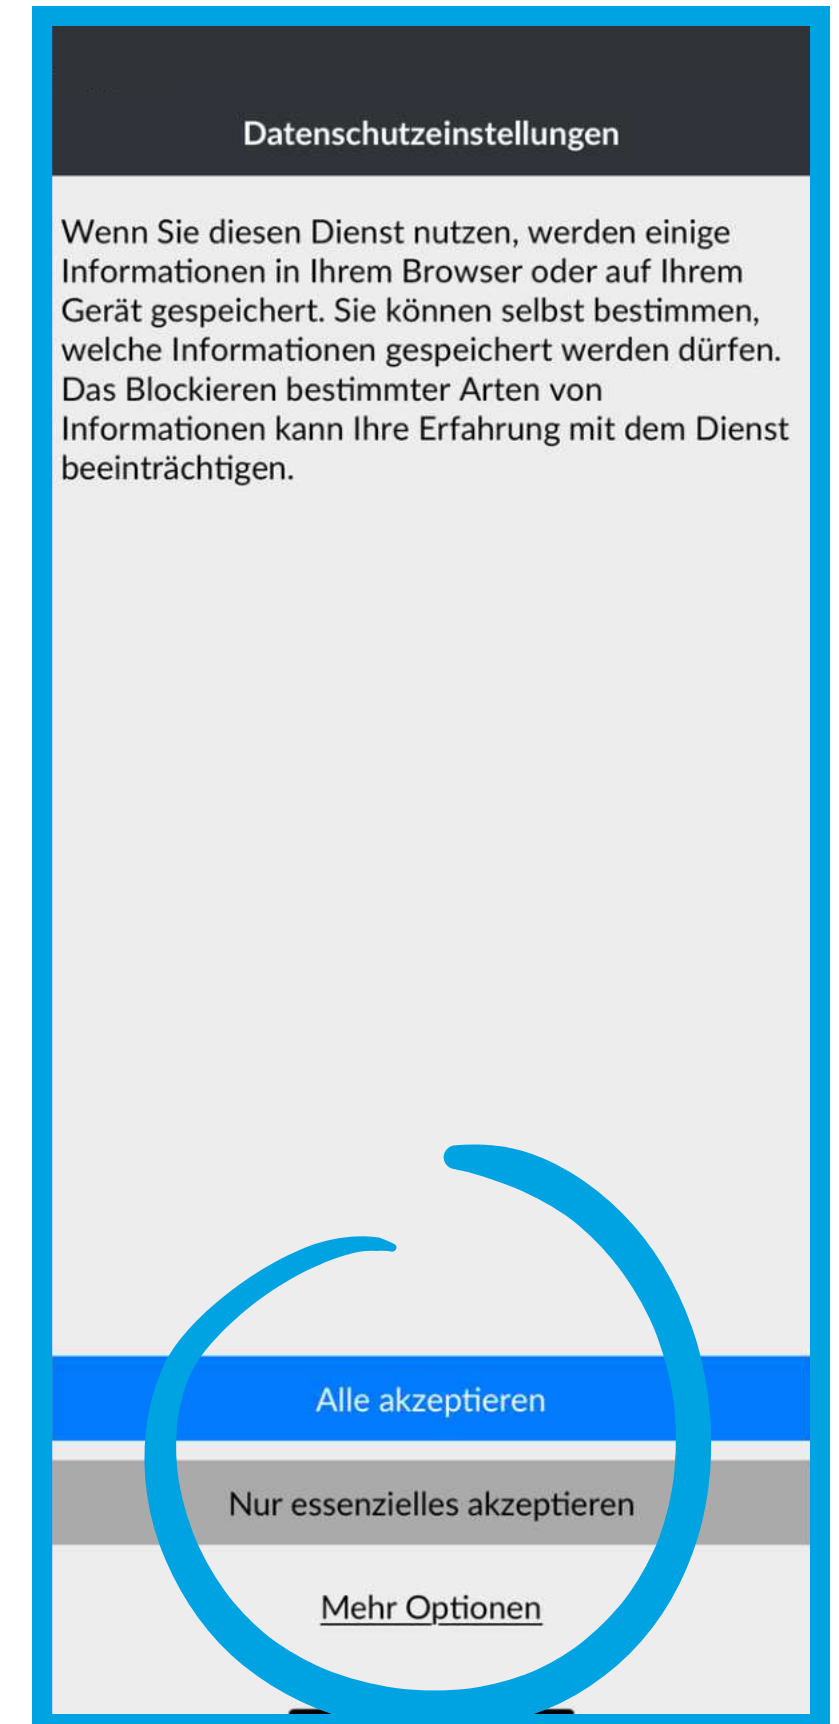 Datenschutzeinstellungen
Wenn Sie diesen Dienst nutzen, werden einige
Informationen in Ihrem Browser oder auf Ihrem
Gerät gespeichert. Sie können selbst bestimmen,
welche Informationen gespeichert werden dürfen.
Das Blockieren bestimmter Arten von
Informationen kann Ihre Erfahrung mit dem Dienst
beeinträchtigen.
Alle akzeptieren
Nur essenzielles akzeptieren
Mehr Optionen